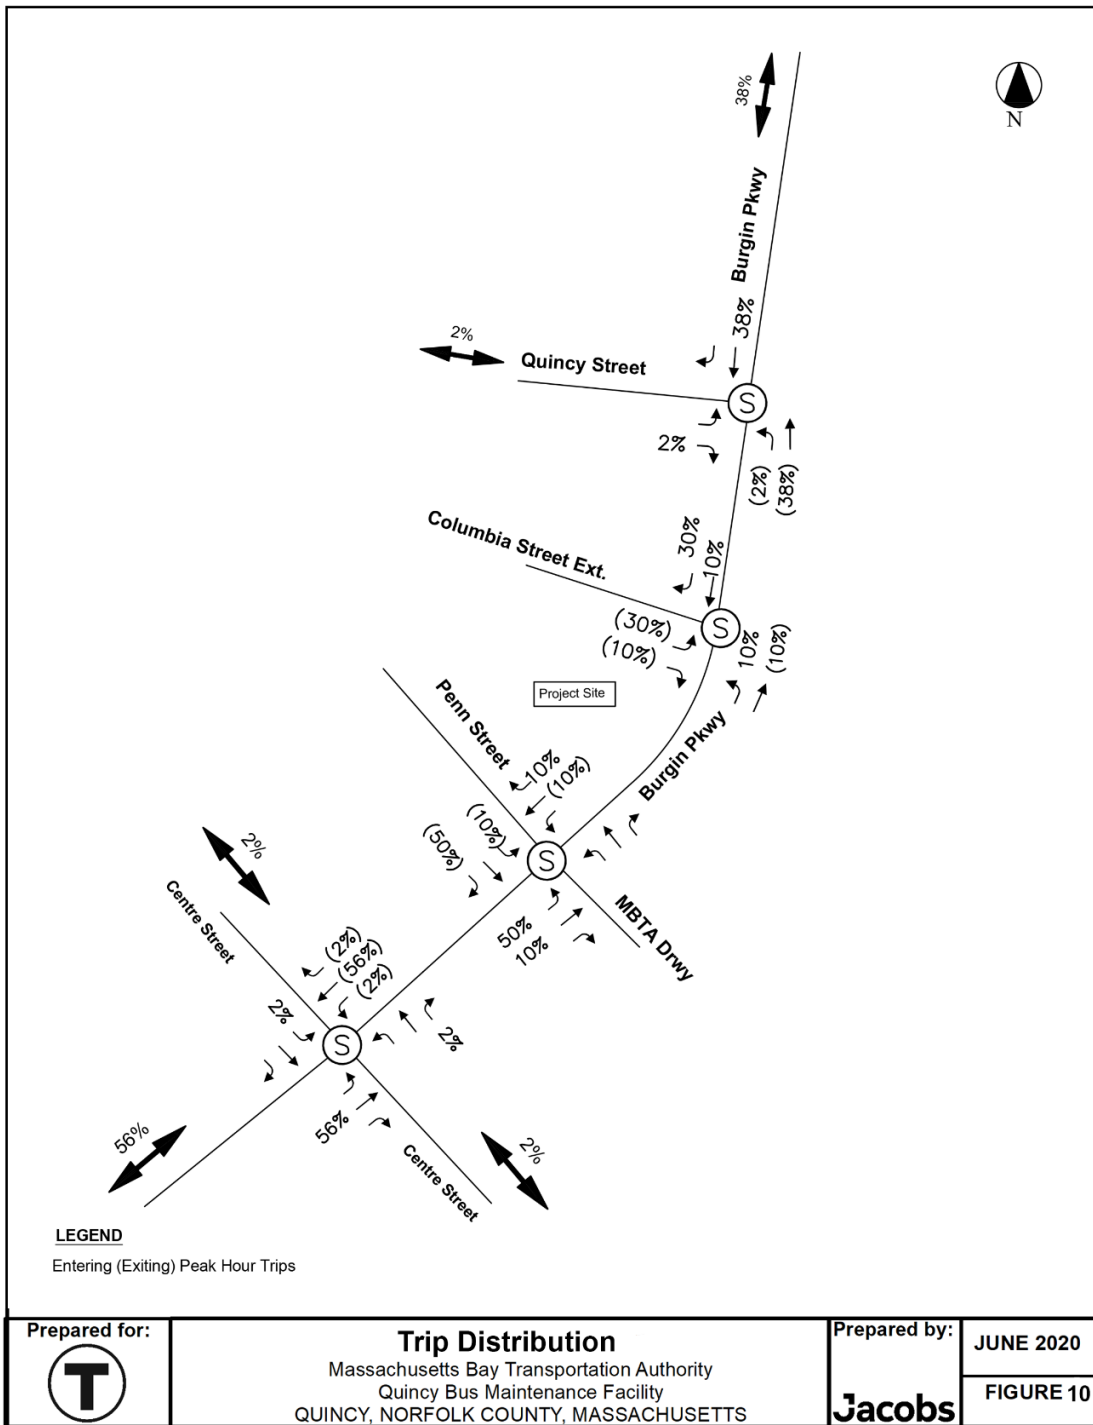 38%
N
Burgin Pkwy
38%
2%
Quincy Street
S
2%
(2%)
(38%)
Columbia Street Ext.
30%
10%
(30%)
(10%)
S
10%
(10%)
Project Site
Penn Street
Burgin Pkwy
10%
(10%)
(10%)
(50%)
S
50%
10%
MBTA Drwy
2%
Centre Street
(2%)
(56%)
(2%)
2%
S
2%
56%
56%
Centre Street
2%
LEGEND
Entering (Exiting) Peak Hour Trips
Prepared for:
T
Trip Distribution
Massachusetts Bay Transportation Authority
Quincy Bus Maintenance Facility
QUINCY, NORFOLK COUNTY, MASSACHUSETTS
Prepared by:
Jacobs
JUNE 2020
FIGURE 10